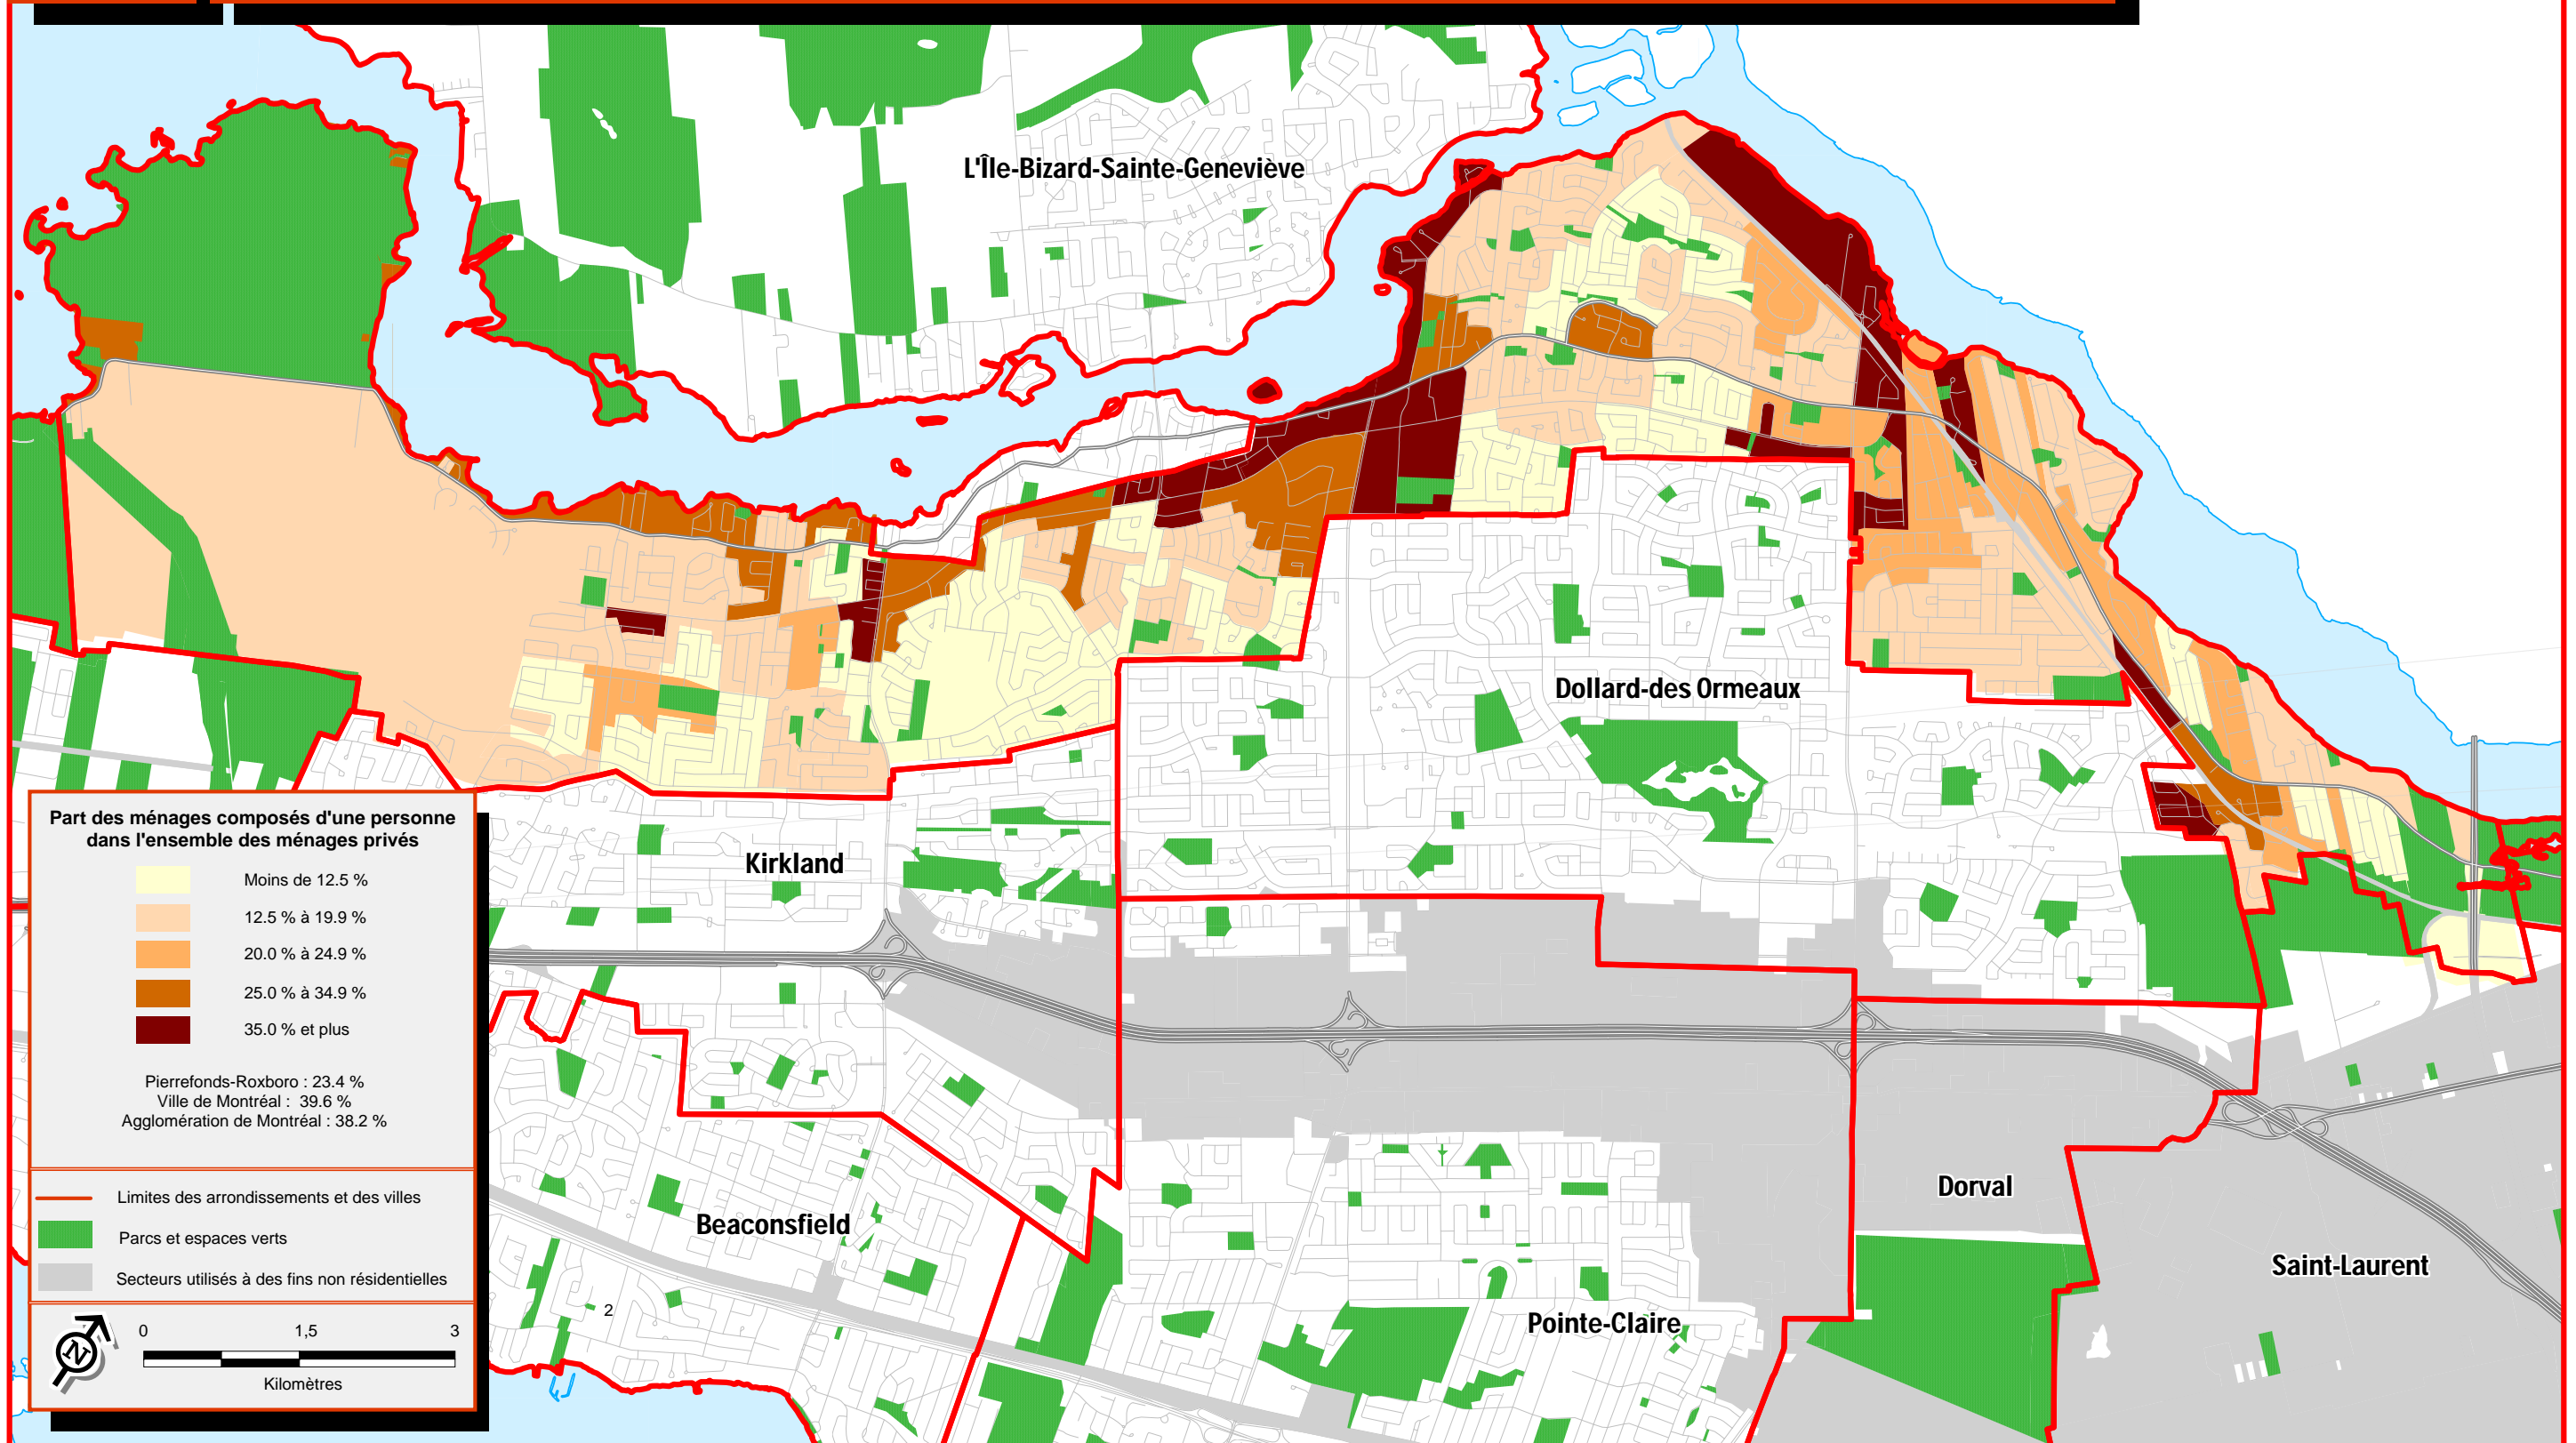 L'Île-Bizard-Sainte-Geneviève
Dollard-des Ormeaux
Kirkland
Beaconsfield
Pointe-Claire
Dorval
Saint-Laurent
2
Part des ménages composés d'une personne
dans l'ensemble des ménages privés
Moins de 12.5 %
12.5 % à 19.9 %
20.0 % à 24.9 %
25.0 % à 34.9 %
35.0 % et plus
Pierrefonds-Roxboro : 23.4 %
Ville de Montréal : 39.6 %
Agglomération de Montréal : 38.2 %
Limites des arrondissements et des villes
Parcs et espaces verts
Secteurs utilisés à des fins non résidentielles
N
0 1,5 3
Kilomètres